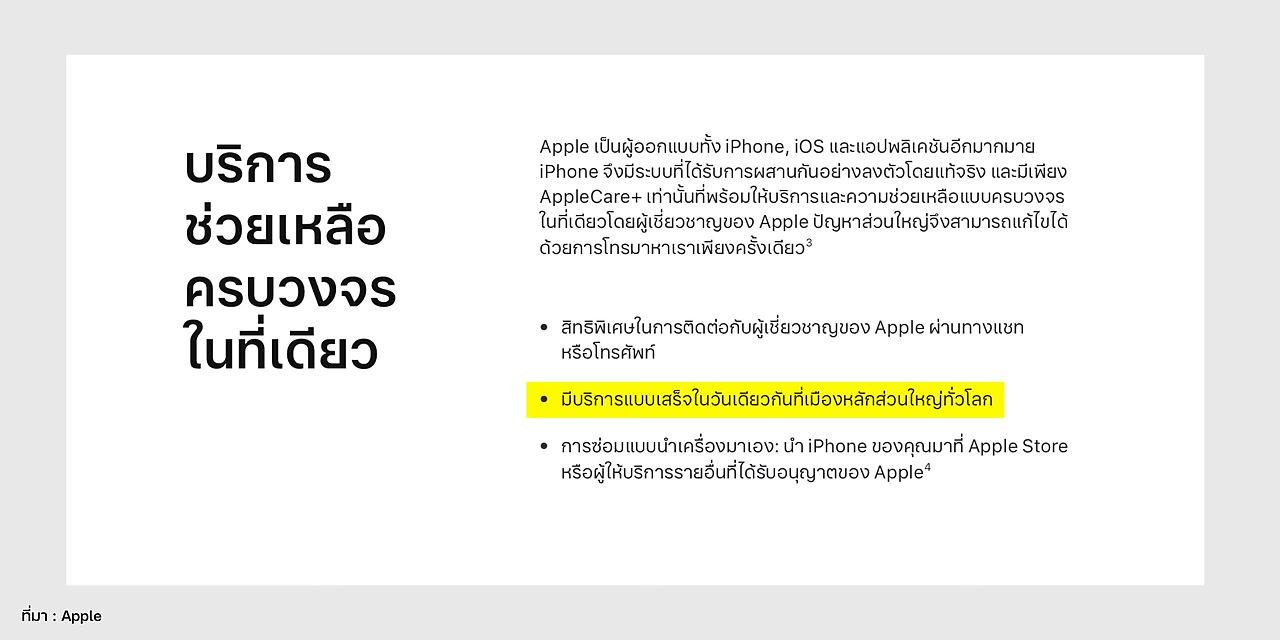 บริการ
ช่วยเหลือ
ครบวงจร
ในที่เดียว
Apple เป็นผู้ออกแบบทั้ง iPhone, iOS และแอปพลิเคชันอีกมากมาย
iPhone จึงมีระบบที่ได้รับการผสานกันอย่างลงตัวโดยแท้จริง และมีเพียง
AppleCare+ เท่านั้นที่พร้อมให้บริการและความช่วยเหลือแบบครบวงจร
ในที่เดียวโดยผู้เชี่ยวชาญของ Apple ปัญหาส่วนใหญ่จึงสามารถแก้ไขได้
ด้วยการโทรมาหาเราเพียงครั้งเดียว³
• สิทธิพิเศษในการติดต่อกับผู้เชี่ยวชาญของ Apple ผ่านทางแชท
หรือโทรศัพท์
• มีบริการแบบเสร็จในวันเดียวกันที่เมืองหลักส่วนใหญ่ทั่วโลก
• การซ่อมแบบนำเครื่องมาเอง: นำ iPhone ของคุณมาที่ Apple Store
หรือผู้ให้บริการรายอื่นที่ได้รับอนุญาตของ Apple⁴
ที่มา : Apple